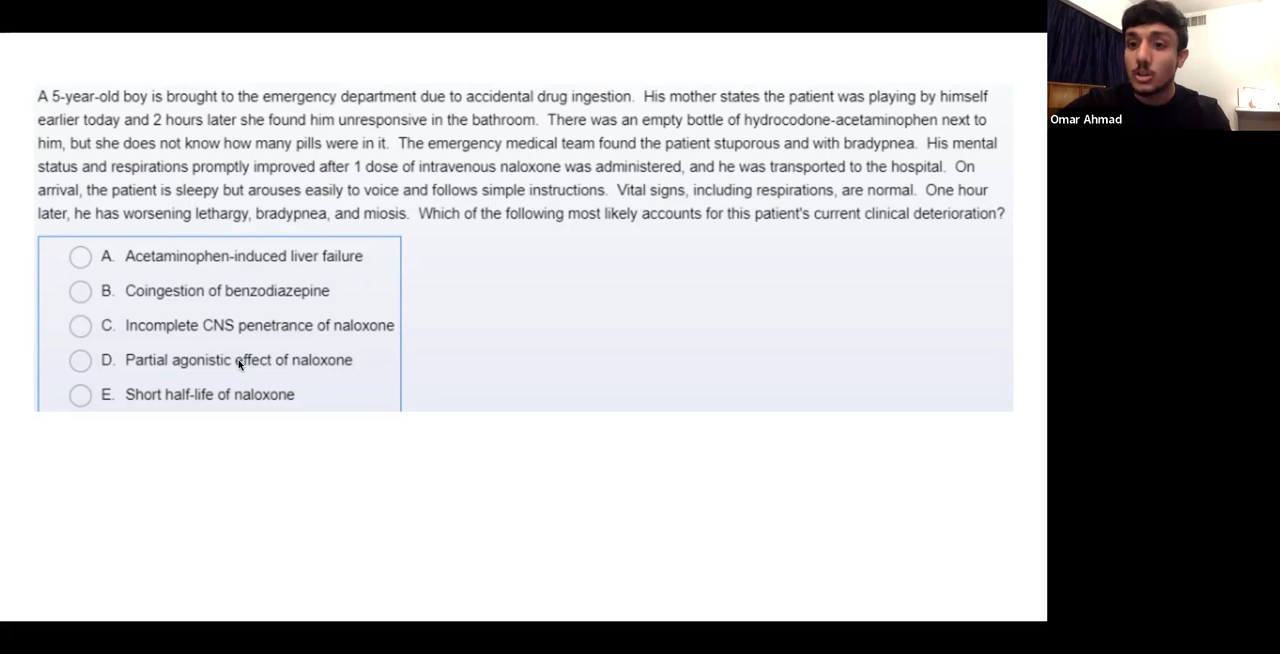 A 5-year-old boy is brought to the emergency department due to accidental drug ingestion. His mother states the patient was playing by himself
earlier today and 2 hours later she found him unresponsive in the bathroom. There was an empty bottle of hydrocodone-acetaminophen next to
him, but she does not know how many pills were in it. The emergency medical team found the patient stuporous and with bradypnea. His mental
status and respirations promptly improved after 1 dose of intravenous naloxone was administered, and he was transported to the hospital. On
arrival, the patient is sleepy but arouses easily to voice and follows simple instructions. Vital signs, including respirations, are normal. One hour
later, he has worsening lethargy, bradypnea, and miosis. Which of the following most likely accounts for this patient's current clinical deterioration?
A. Acetaminophen-induced liver failure
B. Coingestion of benzodiazepine
C. Incomplete CNS penetrance of naloxone
D. Partial agonistic effect of naloxone
E. Short half-life of naloxone
Omar Ahmad